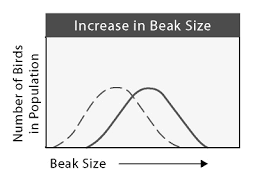 Increase in Beak Size
Number of Birds
in Population
Beak Size